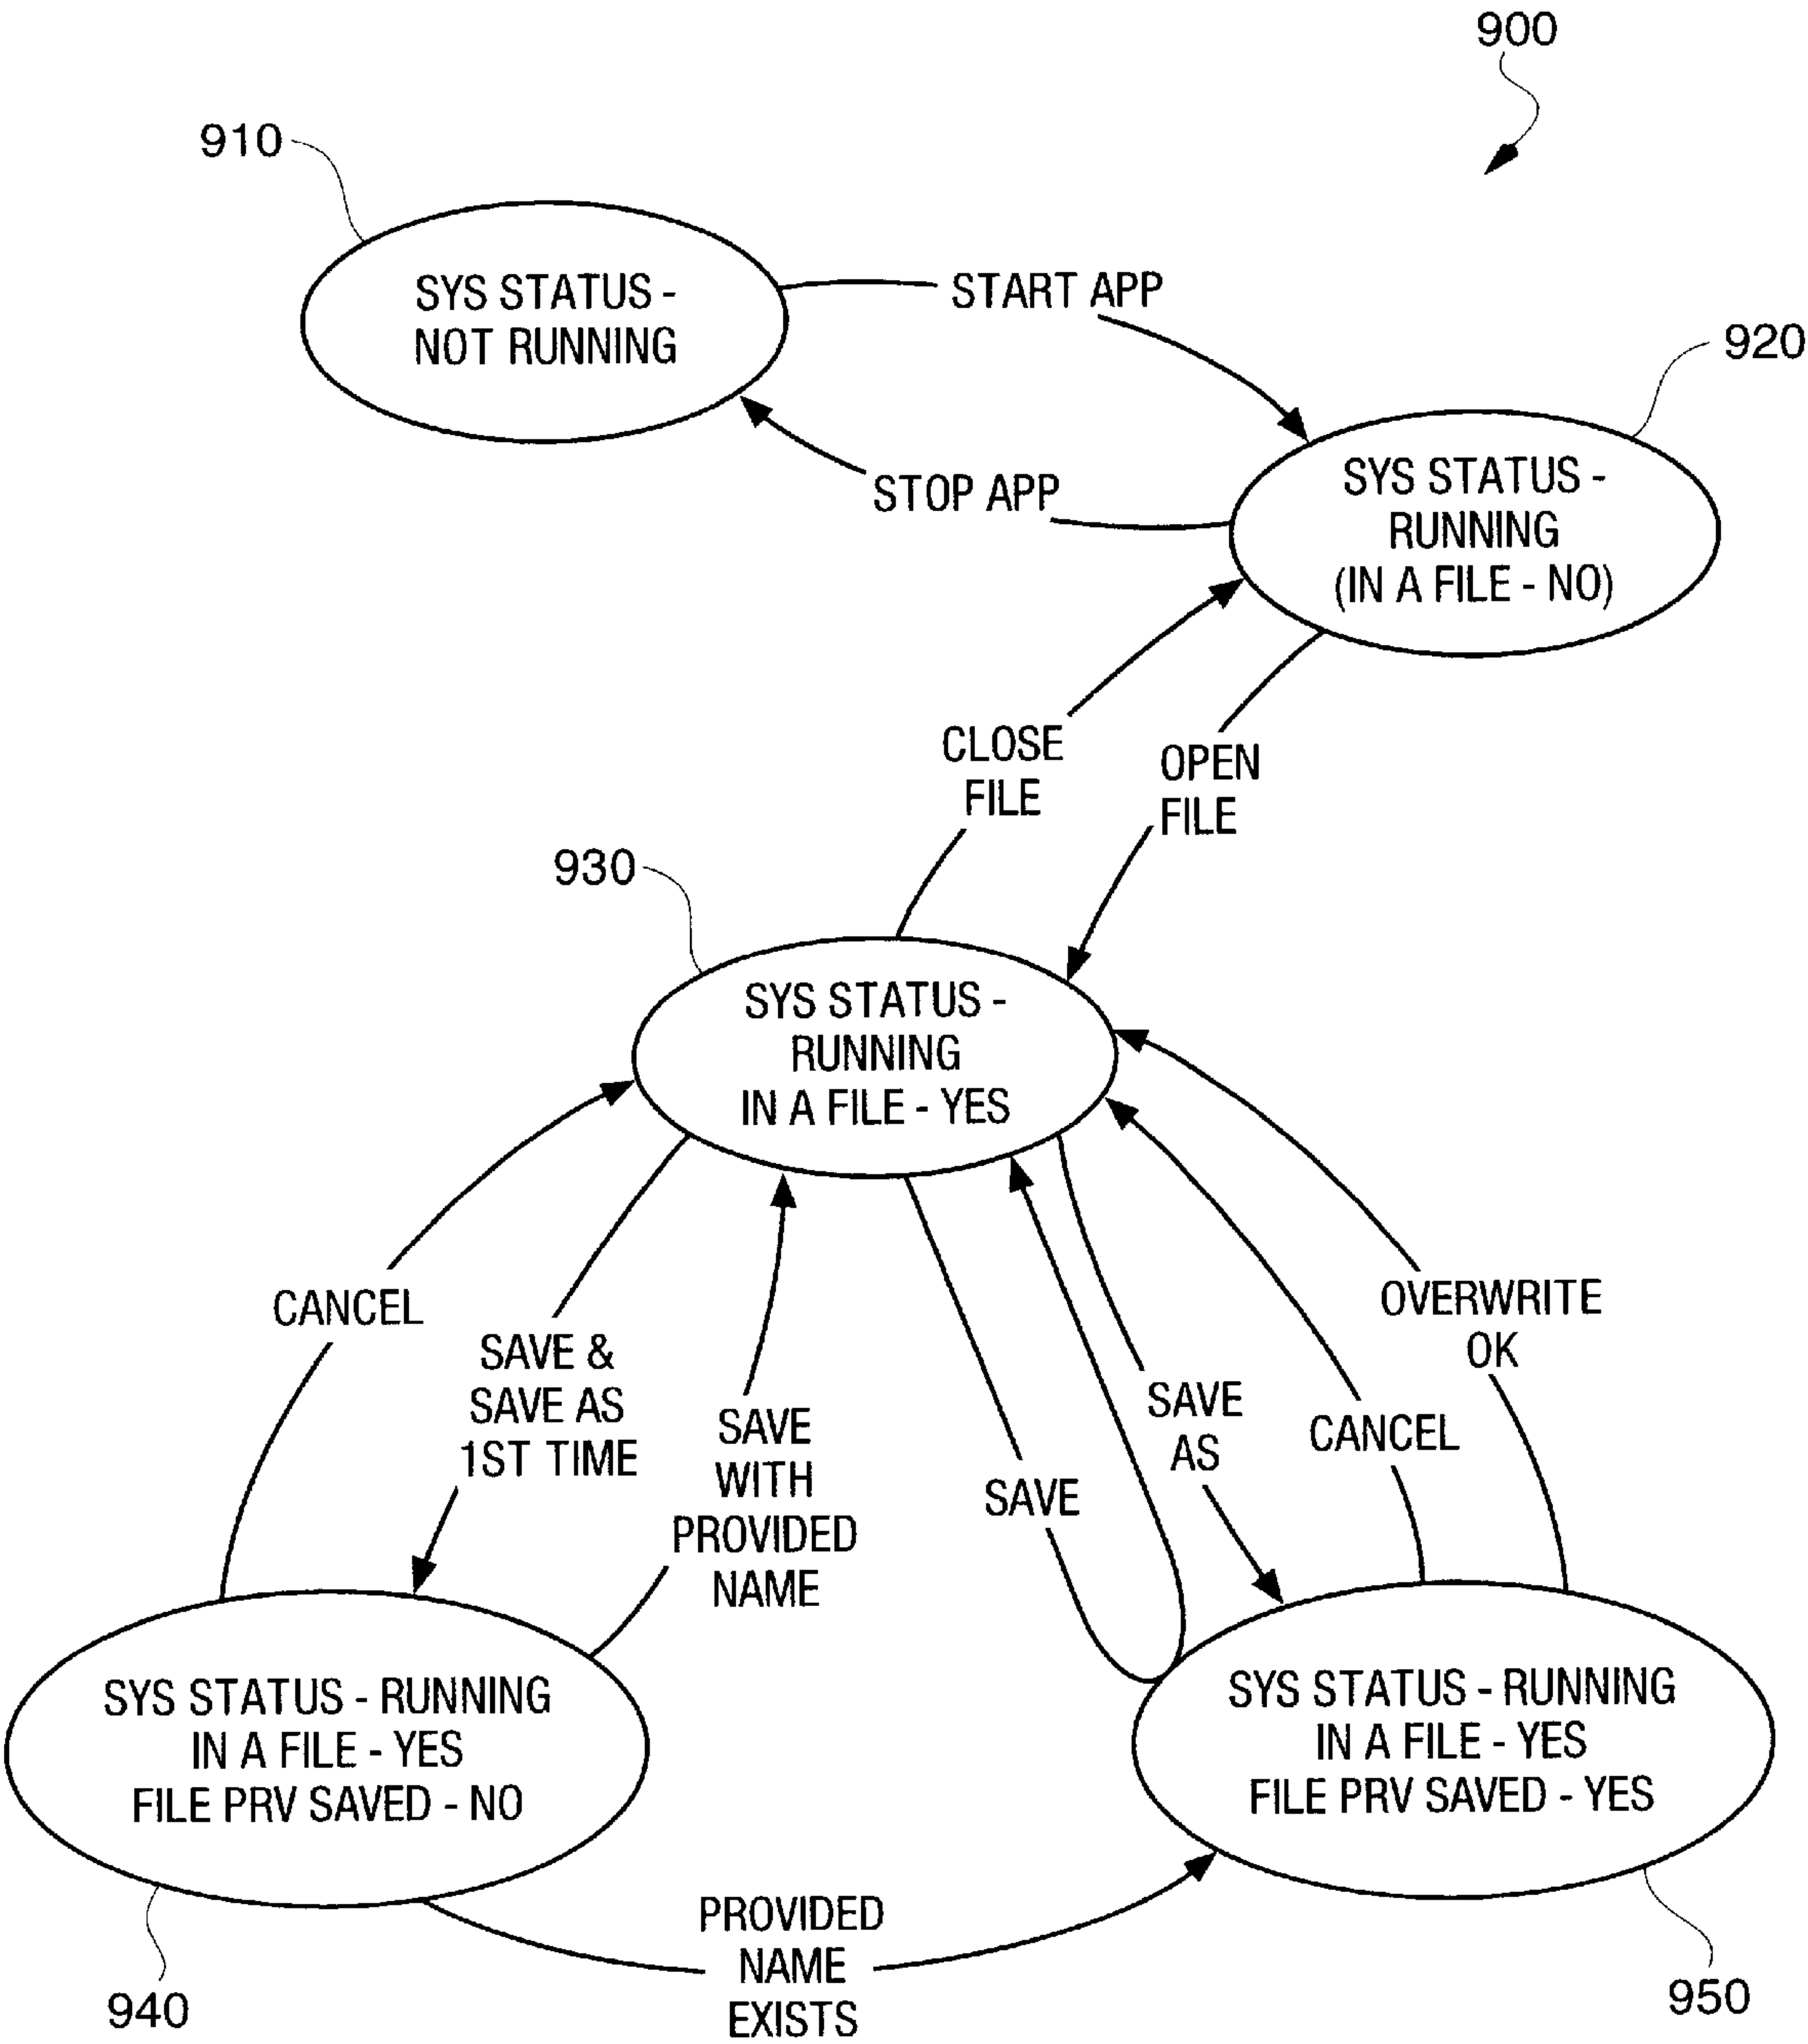 900
910
SYS STATUS -
NOT RUNNING
START APP
920
STOP APP
SYS STATUS -
RUNNING
(IN A FILE - NO)
CLOSE
FILE
OPEN
FILE
930
SYS STATUS -
RUNNING
IN A FILE - YES
CANCEL
SAVE &
SAVE AS
1ST TIME
SAVE
WITH
PROVIDED
NAME
SAVE
SAVE
AS
CANCEL
OVERWRITE
OK
SYS STATUS - RUNNING
IN A FILE - YES
FILE PRV SAVED - NO
SYS STATUS - RUNNING
IN A FILE - YES
FILE PRV SAVED - YES
PROVIDED
NAME
EXISTS
940
950